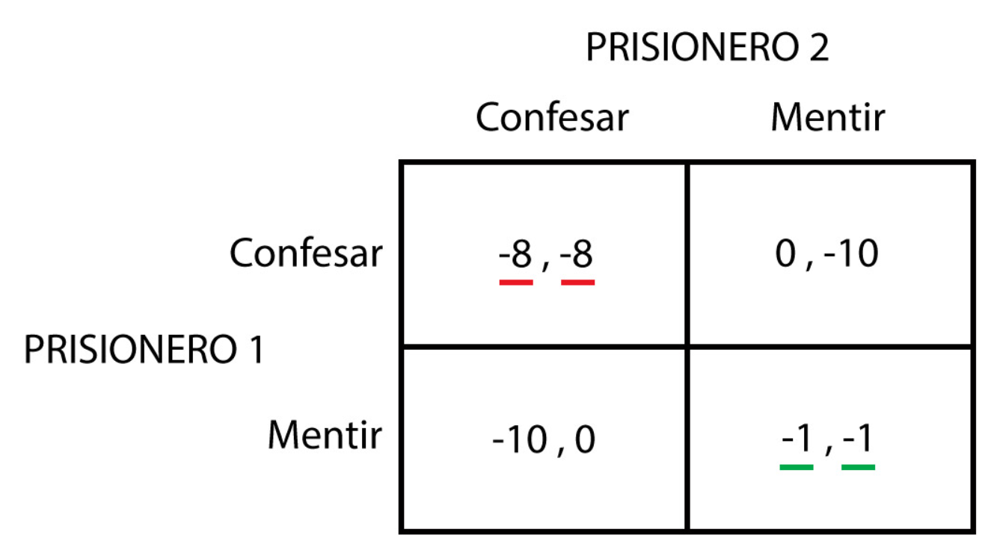 PRISIONERO 2
Confesar Mentir
Confesar -8 , -8 0 , -10
PRISIONERO 1
Mentir -10 , 0 -1 , -1